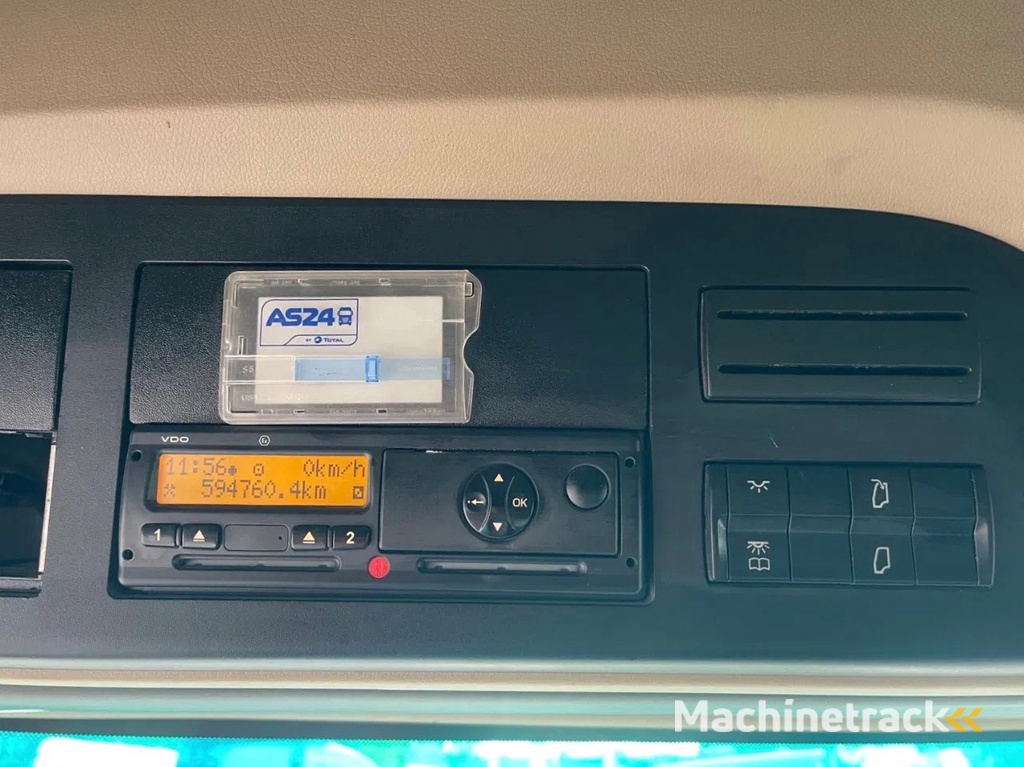 AS24
BY TOTAL
VDO
11:56 0km/h
594760.4km
1 2
OK
Machinetrack